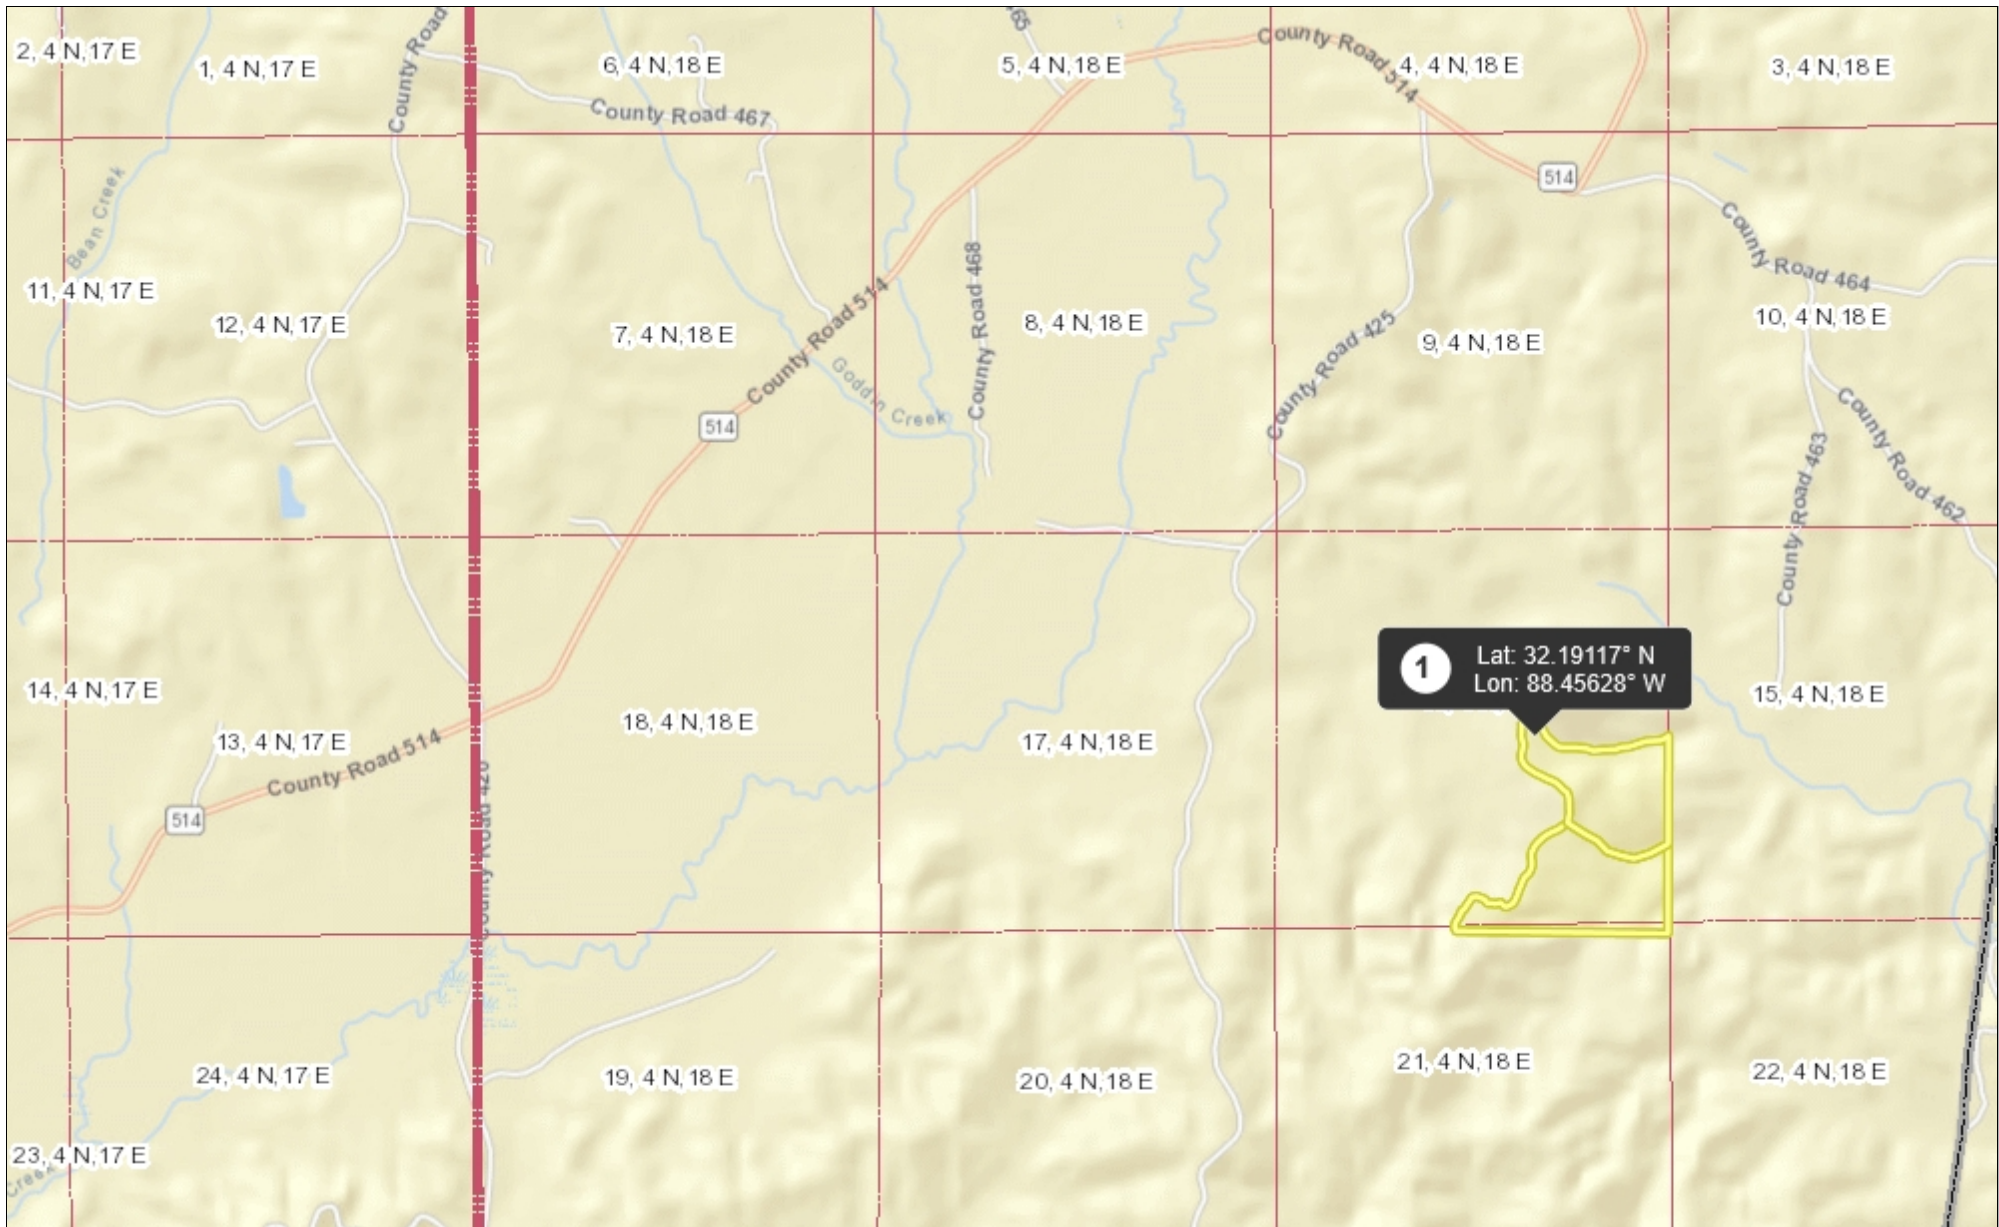 2, 4 N,17 E
1, 4 N,17 E
County Road
6, 4 N,18 E
465
5, 4 N,18 E
County Road 514
4, 4 N,18 E
3, 4 N,18 E
County Road 467
Bean Creek
514
County Road 464
11, 4 N,17 E
12, 4 N,17 E
7, 4 N,18 E
County Road 514
County Road 468
8, 4 N,18 E
County Road 425
9, 4 N,18 E
10, 4 N,18 E
Goddin Creek
514
County Road 463
County Road 462
14, 4 N,17 E
13, 4 N,17 E
County Road 514
514
County Road 420
18, 4 N,18 E
17, 4 N,18 E
1
Lat: 32.19117° N
Lon: 88.45628° W
15, 4 N,18 E
24, 4 N,17 E
19, 4 N,18 E
20, 4 N,18 E
21, 4 N,18 E
22, 4 N,18 E
23, 4 N,17 E
Creek